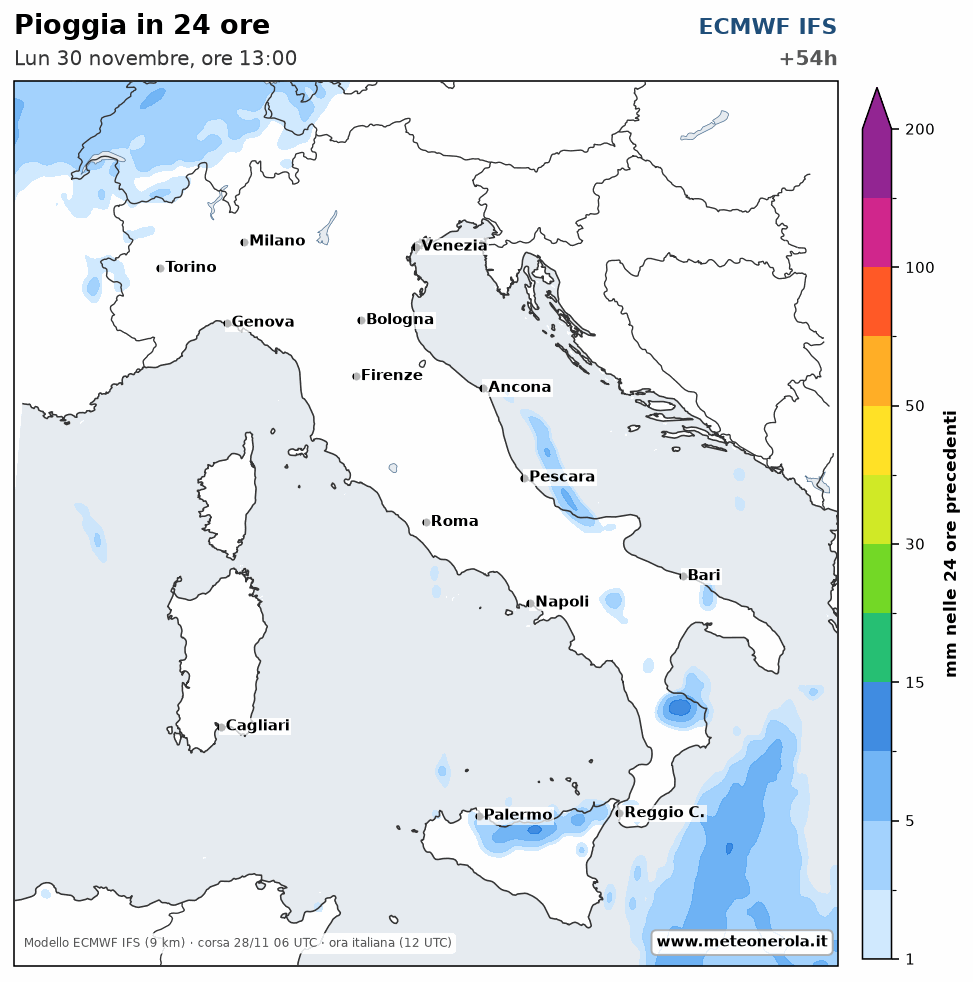 Pioggia in 24 ore
ECMWF IFS
Lun 30 novembre, ore 13:00
+54h
200
100
50
30
15
5
1
mm nelle 24 ore precedenti
Milano
Venezia
Torino
Genova
Bologna
Firenze
Ancona
Pescara
Roma
Bari
Napoli
Cagliari
Palermo
Reggio C.
Modello ECMWF IFS (9 km) · corsa 28/11 06 UTC · ora italiana (12 UTC)
www.meteonerola.it